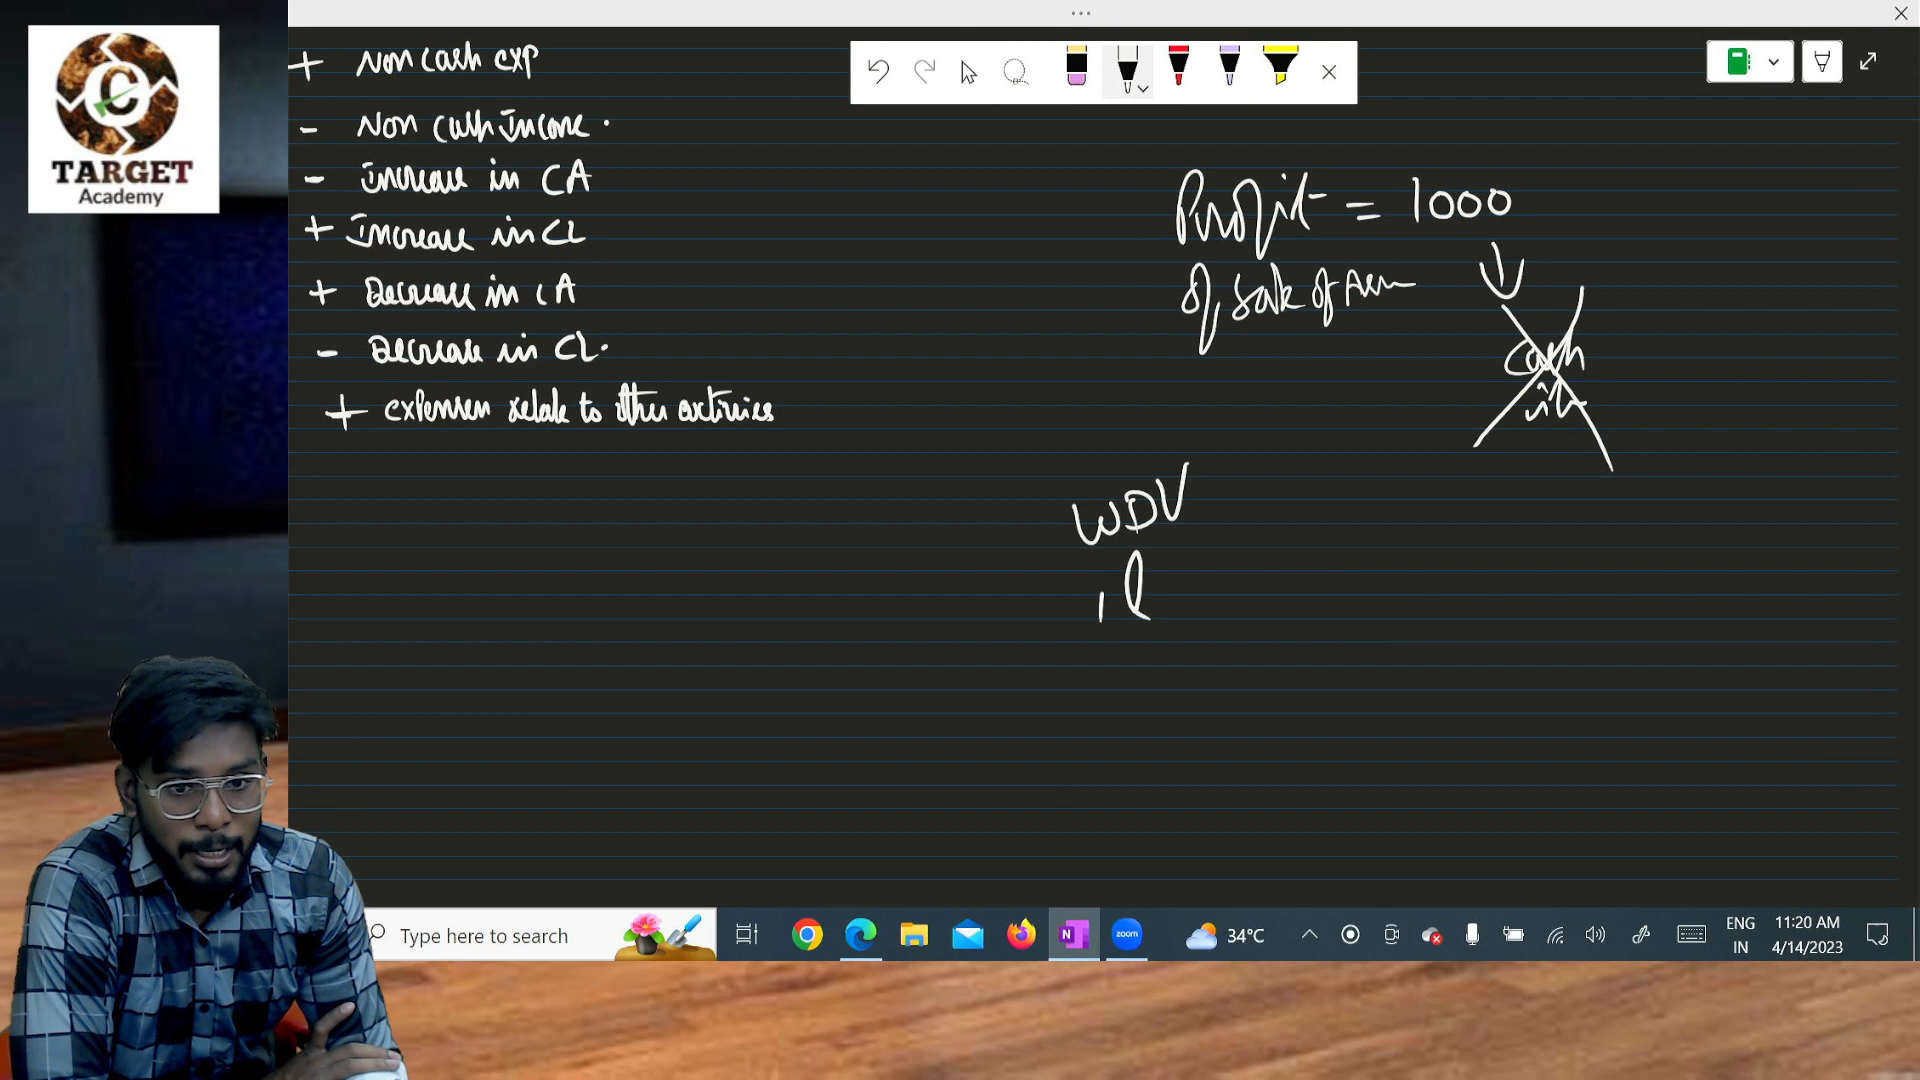 TARGET
Academy
+ Non cash exp
- Non cash Income.
- Increase in CA
+ Increase in CL
+ Decrease in CA
- Decrease in CL.
+ expenses relate to other activities
Profit = 1000
of sale of
Cash
WDV
Type here to search
N
zoom
34°C
ENG
IN
11:20 AM
4/14/2023